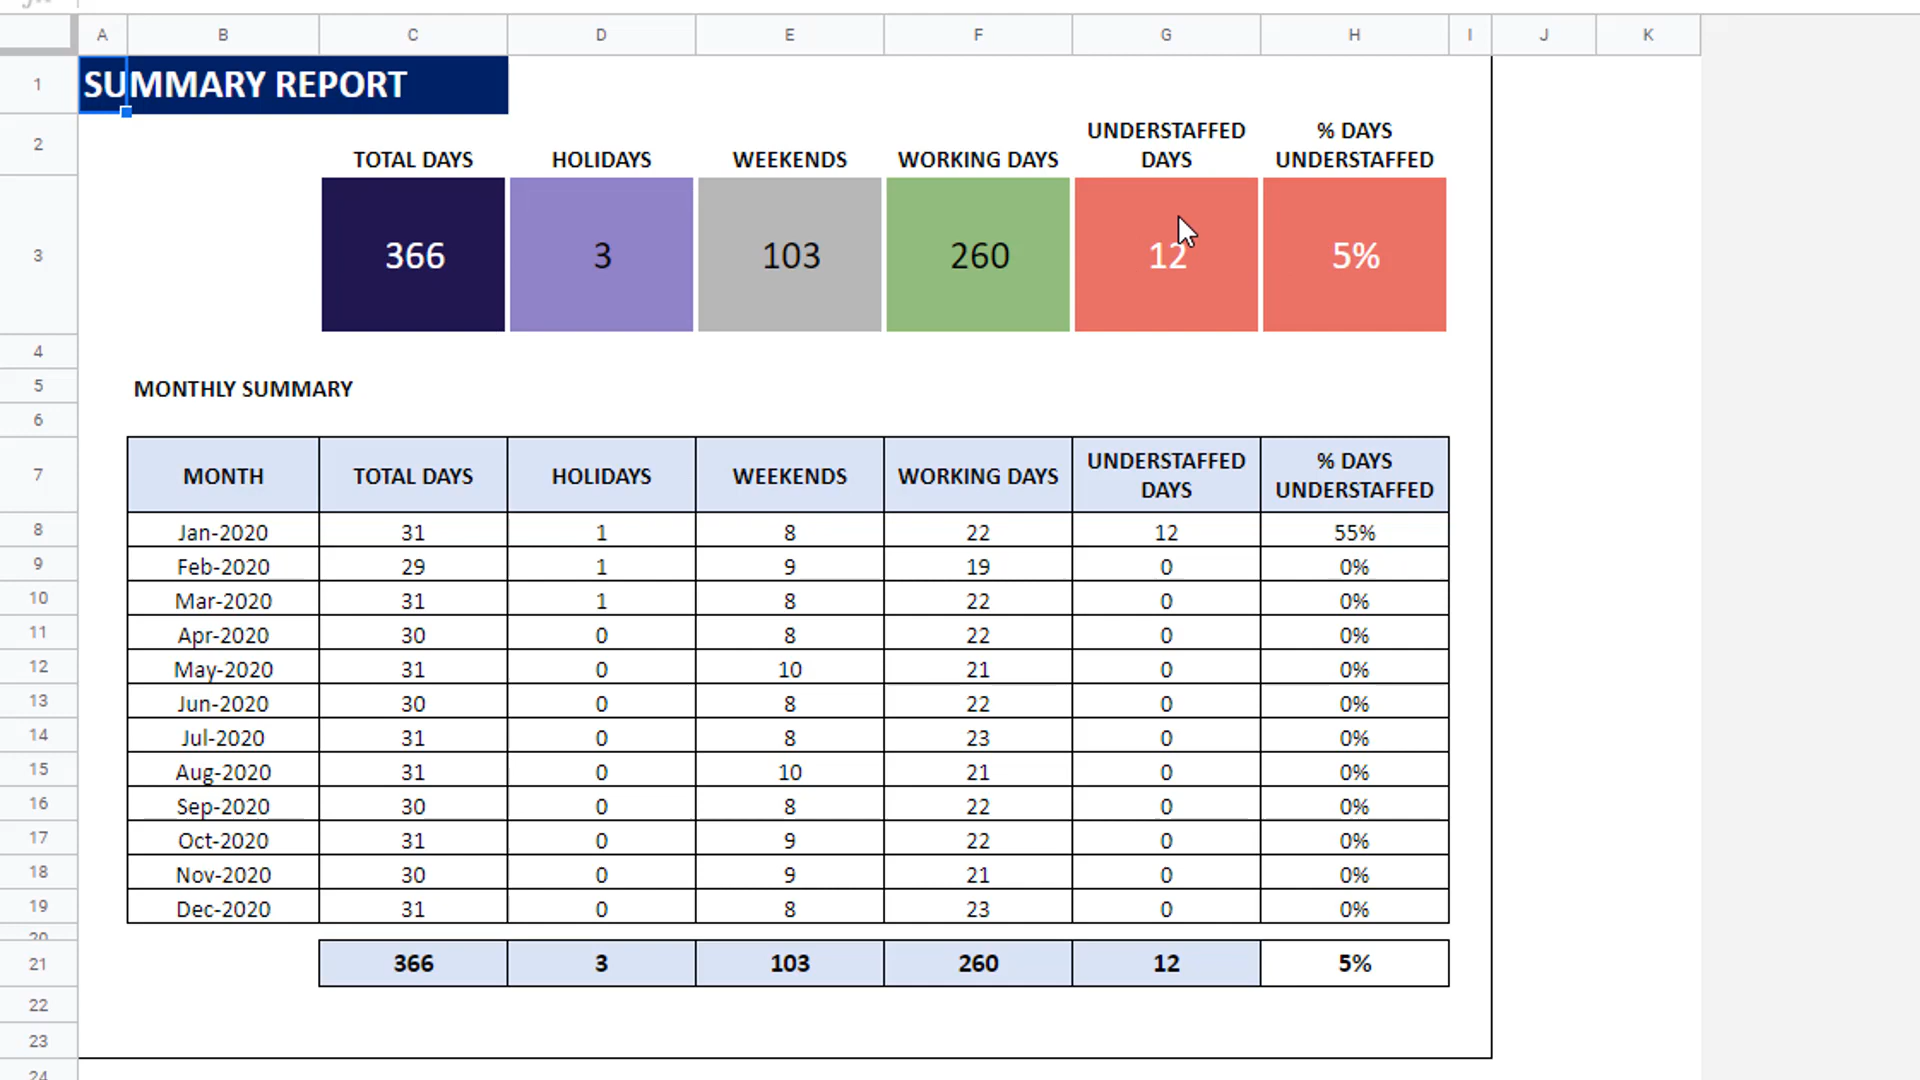 A B C D E F G H I J K
1 SUMMARY REPORT
2 TOTAL DAYS HOLIDAYS WEEKENDS WORKING DAYS UNDERSTAFFED DAYS % DAYS UNDERSTAFFED
3 366 3 103 260 12 5%
4
5 MONTHLY SUMMARY
6
7 MONTH TOTAL DAYS HOLIDAYS WEEKENDS WORKING DAYS UNDERSTAFFED DAYS % DAYS UNDERSTAFFED
8 Jan-2020 31 1 8 22 12 55%
9 Feb-2020 29 1 9 19 0 0%
10 Mar-2020 31 1 8 22 0 0%
11 Apr-2020 30 0 8 22 0 0%
12 May-2020 31 0 10 21 0 0%
13 Jun-2020 30 0 8 22 0 0%
14 Jul-2020 31 0 8 23 0 0%
15 Aug-2020 31 0 10 21 0 0%
16 Sep-2020 30 0 8 22 0 0%
17 Oct-2020 31 0 9 22 0 0%
18 Nov-2020 30 0 9 21 0 0%
19 Dec-2020 31 0 8 23 0 0%
20
21 366 3 103 260 12 5%
22
23
24